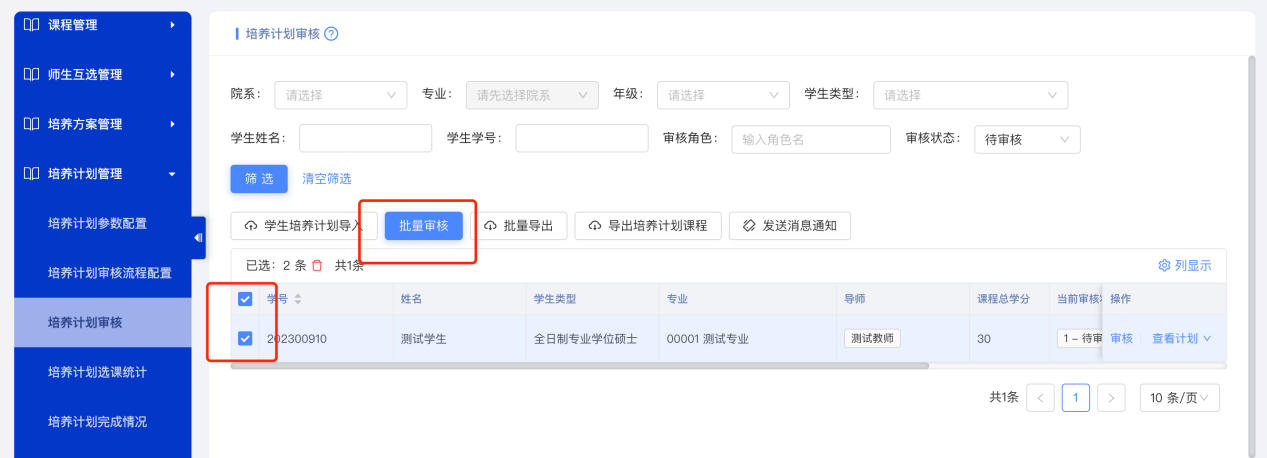 课程管理
师生互选管理
培养方案管理
培养计划管理
培养计划参数配置
培养计划审核流程配置
培养计划审核
培养计划选课统计
培养计划完成情况
培养计划审核
院系： 请选择 专业： 请先选择院系 年级： 请选择 学生类型： 请选择
学生姓名： 学生学号： 审核角色： 输入角色名 审核状态： 待审核
筛 选 清空筛选
学生培养计划导入 批量审核 批量导出 导出培养计划课程 发送消息通知
已选：2 条 共1条 列显示
学号 姓名 学生类型 专业 导师 课程总学分 当前审核 操作
202300910 测试学生 全日制专业学位硕士 00001 测试专业 测试教师 30 1 – 待审 审核 查看计划
共1条 < 1 > 10 条/页